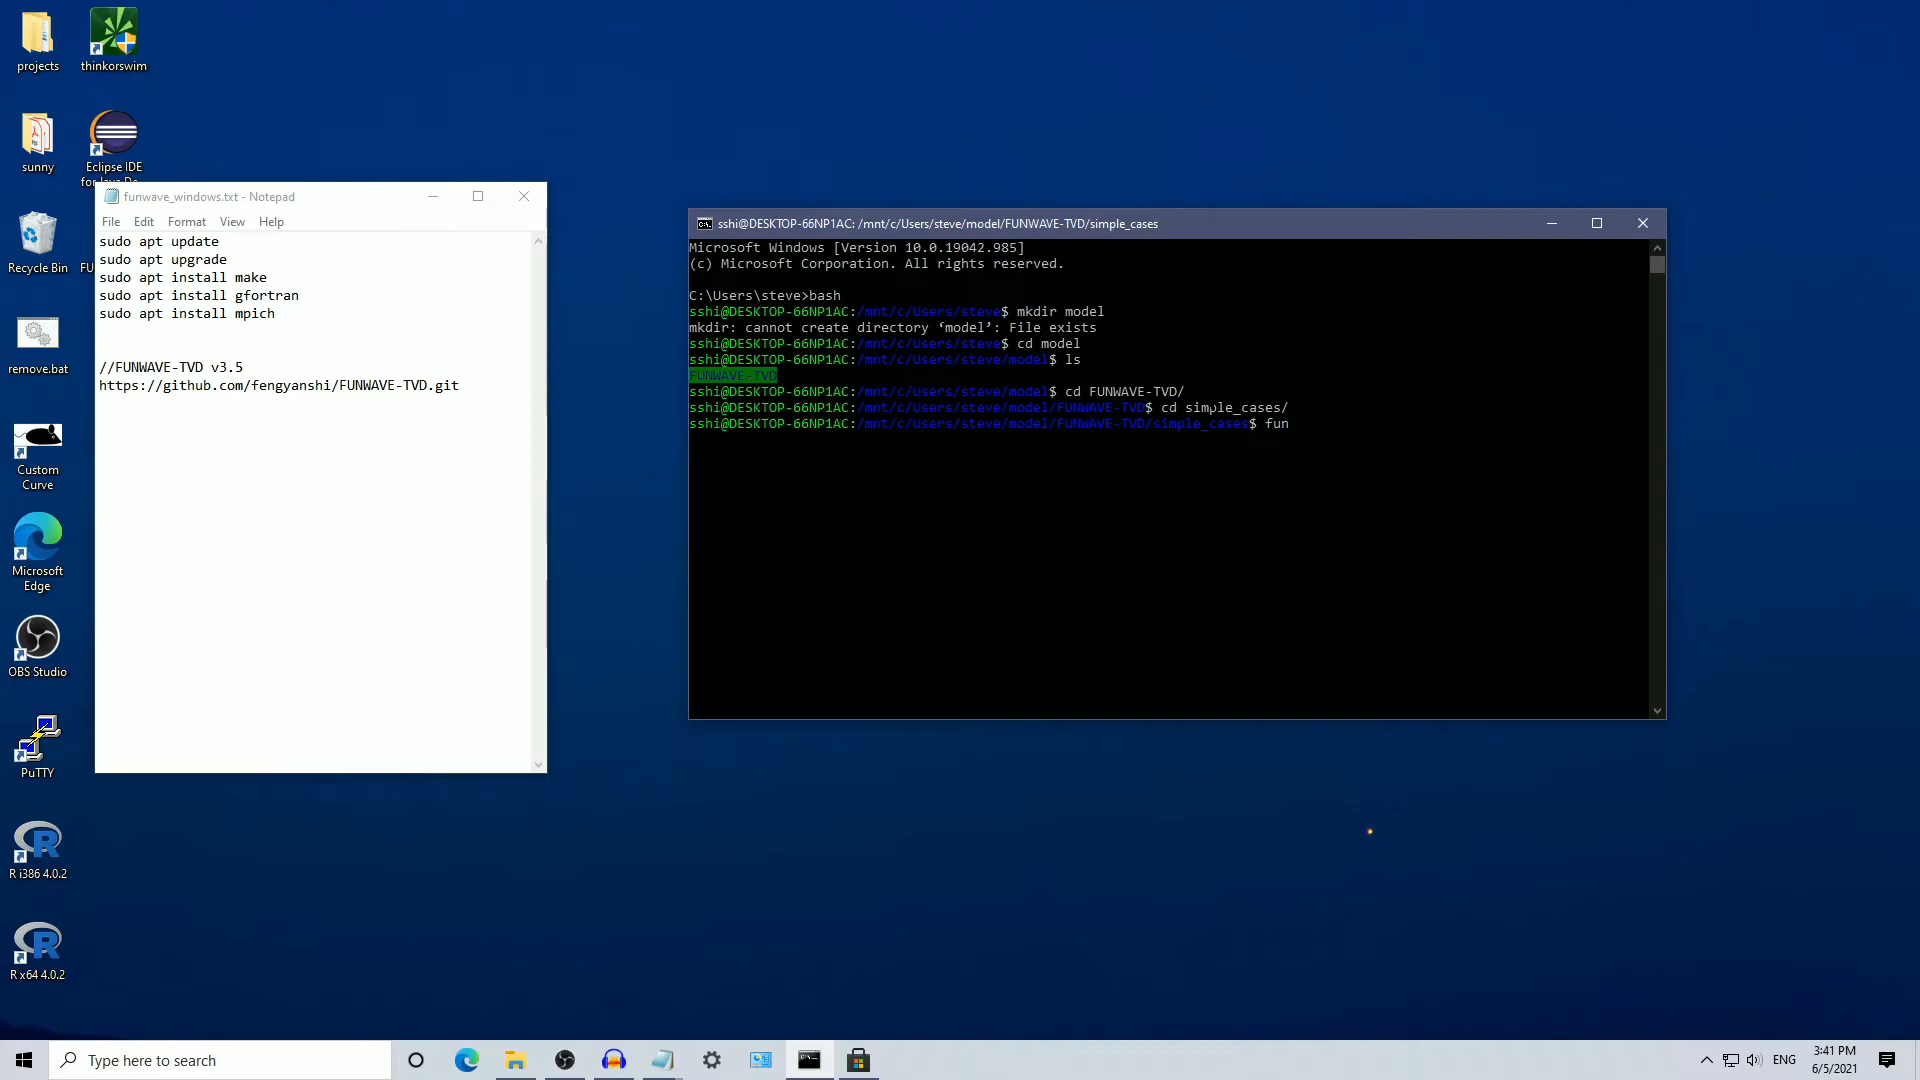 projects
thinkorswim
sunny
Eclipse IDE
for Java De...
Recycle Bin
FU
remove.bat
Custom
Curve
Microsoft
Edge
OBS Studio
PuTTY
R i386 4.0.2
R x64 4.0.2
funwave_windows.txt - Notepad
File Edit Format View Help
sudo apt update
sudo apt upgrade
sudo apt install make
sudo apt install gfortran
sudo apt install mpich
//FUNWAVE-TVD v3.5
https://github.com/fengyanshi/FUNWAVE-TVD.git
sshi@DESKTOP-66NP1AC: /mnt/c/Users/steve/model/FUNWAVE-TVD/simple_cases
Microsoft Windows [Version 10.0.19042.985]
(c) Microsoft Corporation. All rights reserved.
C:\Users\steve>bash
sshi@DESKTOP-66NP1AC:/mnt/c/Users/steve$ mkdir model
mkdir: cannot create directory ‘model’: File exists
sshi@DESKTOP-66NP1AC:/mnt/c/Users/steve$ cd model
sshi@DESKTOP-66NP1AC:/mnt/c/Users/steve/model$ ls
FUNWAVE-TVD
sshi@DESKTOP-66NP1AC:/mnt/c/Users/steve/model$ cd FUNWAVE-TVD/
sshi@DESKTOP-66NP1AC:/mnt/c/Users/steve/model/FUNWAVE-TVD$ cd simple_cases/
sshi@DESKTOP-66NP1AC:/mnt/c/Users/steve/model/FUNWAVE-TVD/simple_cases$ fun
Type here to search
ENG
3:41 PM
6/5/2021